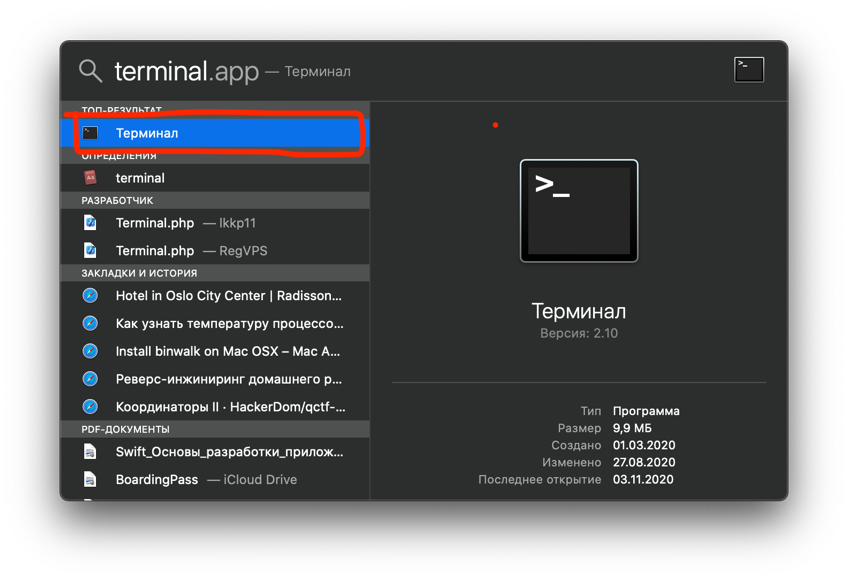 terminal.app — Терминал
ТОП-РЕЗУЛЬТАТ
Терминал
ОПРЕДЕЛЕНИЯ
terminal
РАЗРАБОТЧИК
Terminal.php — lkkp11
Terminal.php — RegVPS
ЗАКЛАДКИ И ИСТОРИЯ
Hotel in Oslo City Center | Radisson...
Как узнать температуру процессо...
Install binwalk on Mac OSX – Mac A...
Реверс-инжиниринг домашнего р...
Координаторы II · HackerDom/qctf-...
PDF-ДОКУМЕНТЫ
Swift_Основы_разработки_прилож...
BoardingPass — iCloud Drive
>_
Терминал
Версия: 2.10
Тип Программа
Размер 9,9 МБ
Создано 01.03.2020
Изменено 27.08.2020
Последнее открытие 03.11.2020